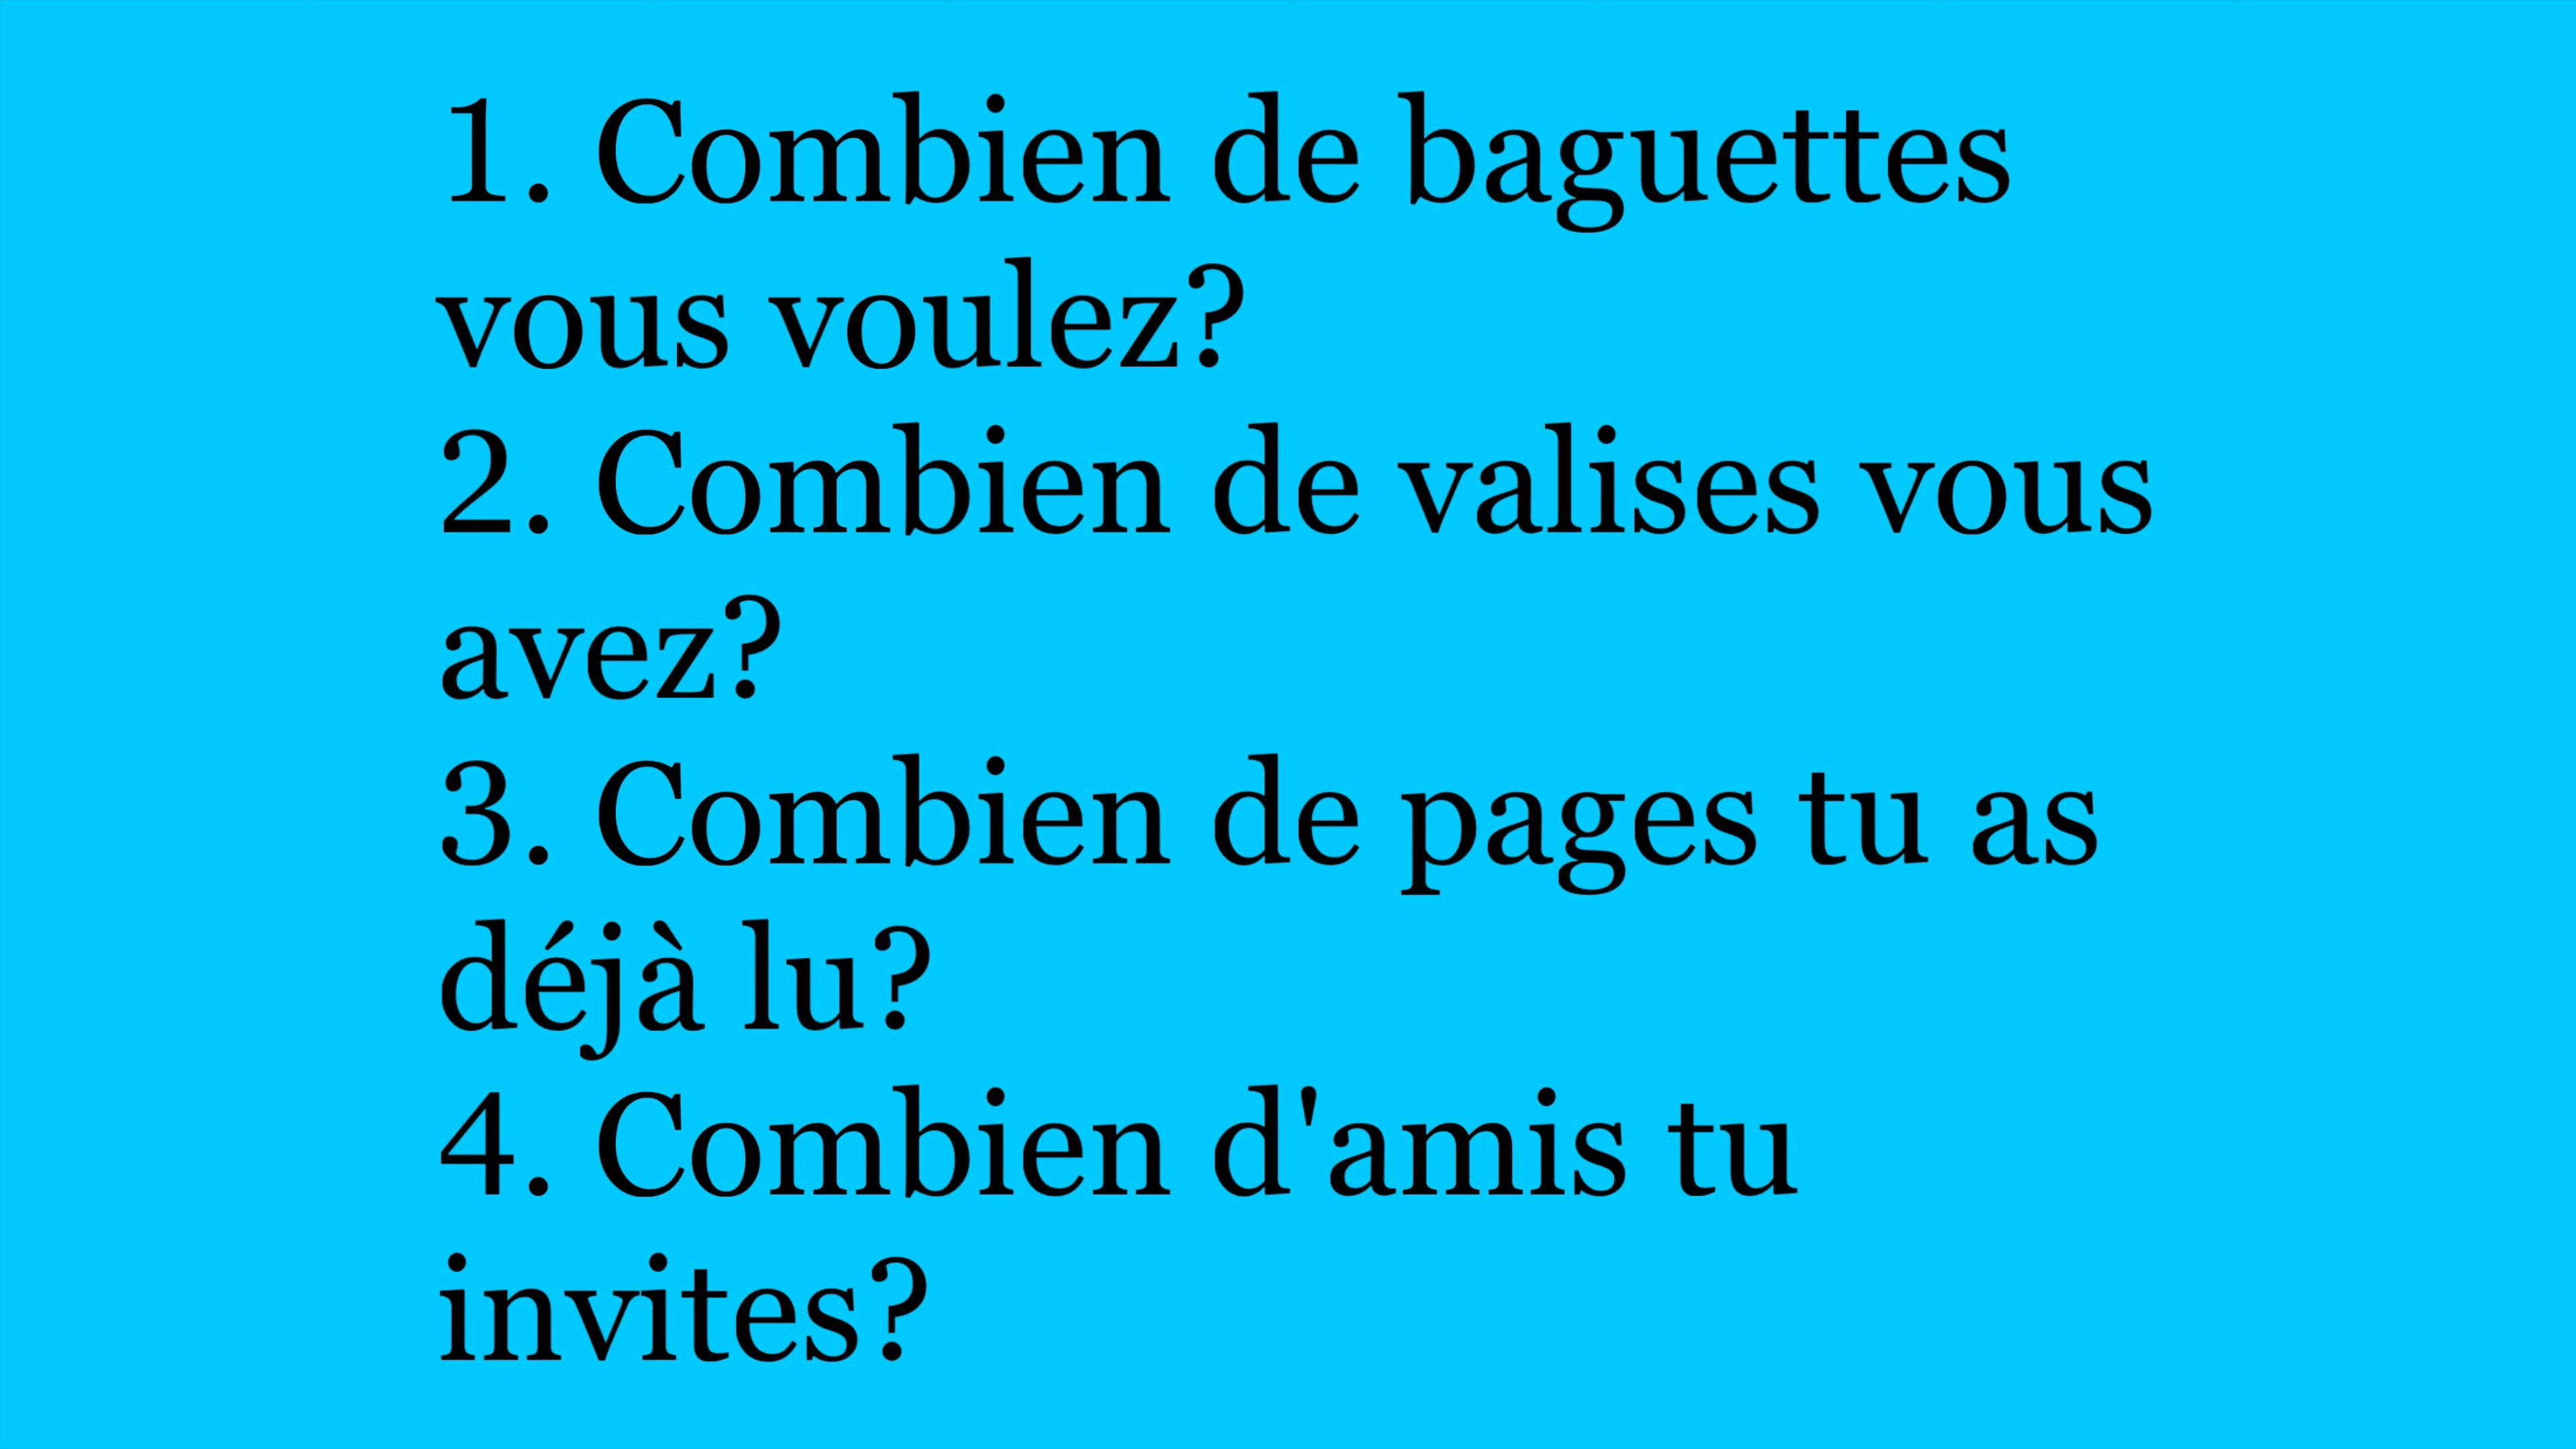 1. Combien de baguettes
vous voulez?
2. Combien de valises vous
avez?
3. Combien de pages tu as
déjà lu?
4. Combien d'amis tu
invites?